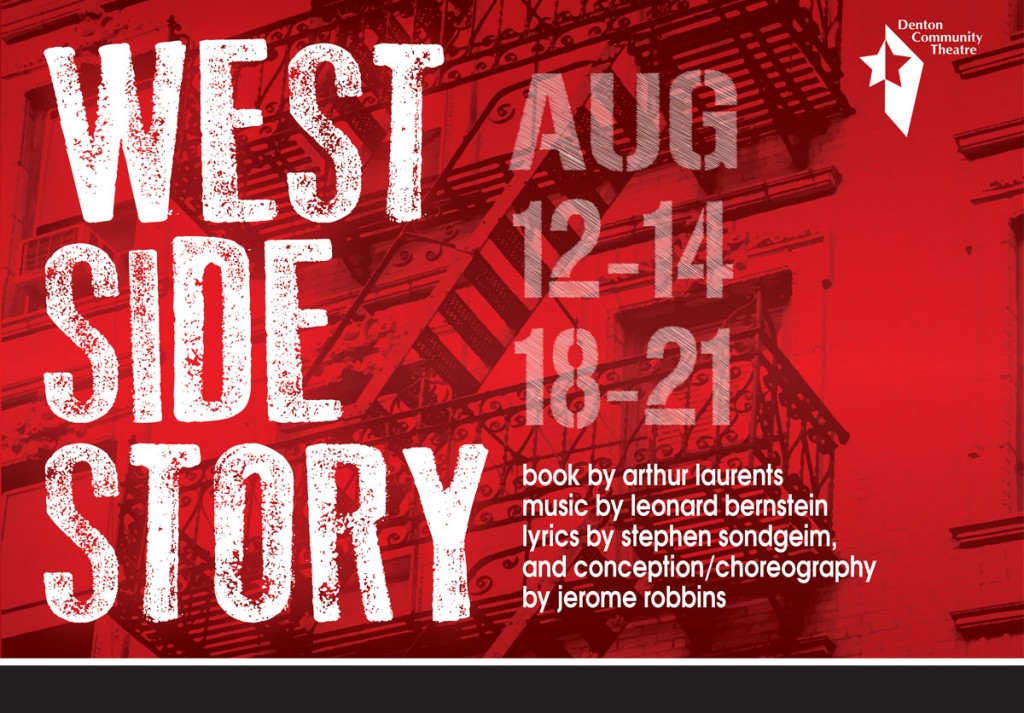 WEST
SIDE
STORY
AUG
12-14
18-21
book by arthur laurents
music by leonard bernstein
lyrics by stephen sondgeim,
and conception/choreography
by jerome robbins
Denton
Community
Theatre